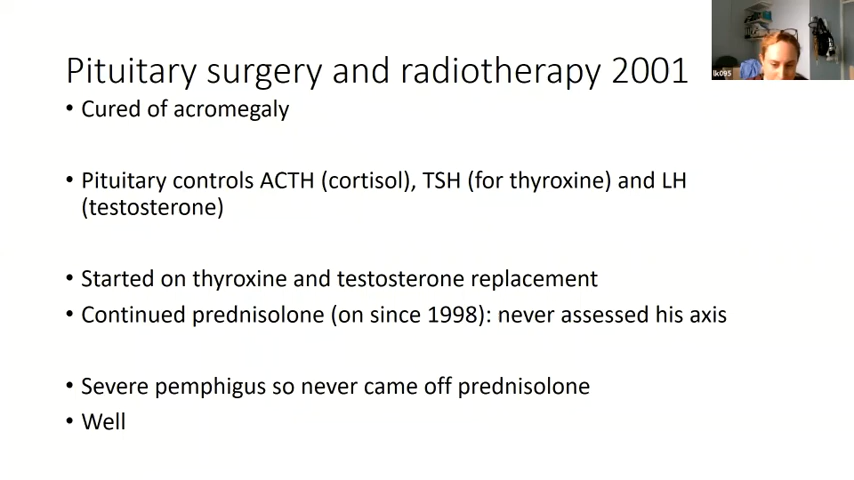 Pituitary surgery and radiotherapy 2001
lk095
• Cured of acromegaly
• Pituitary controls ACTH (cortisol), TSH (for thyroxine) and LH
(testosterone)
• Started on thyroxine and testosterone replacement
• Continued prednisolone (on since 1998): never assessed his axis
• Severe pemphigus so never came off prednisolone
• Well